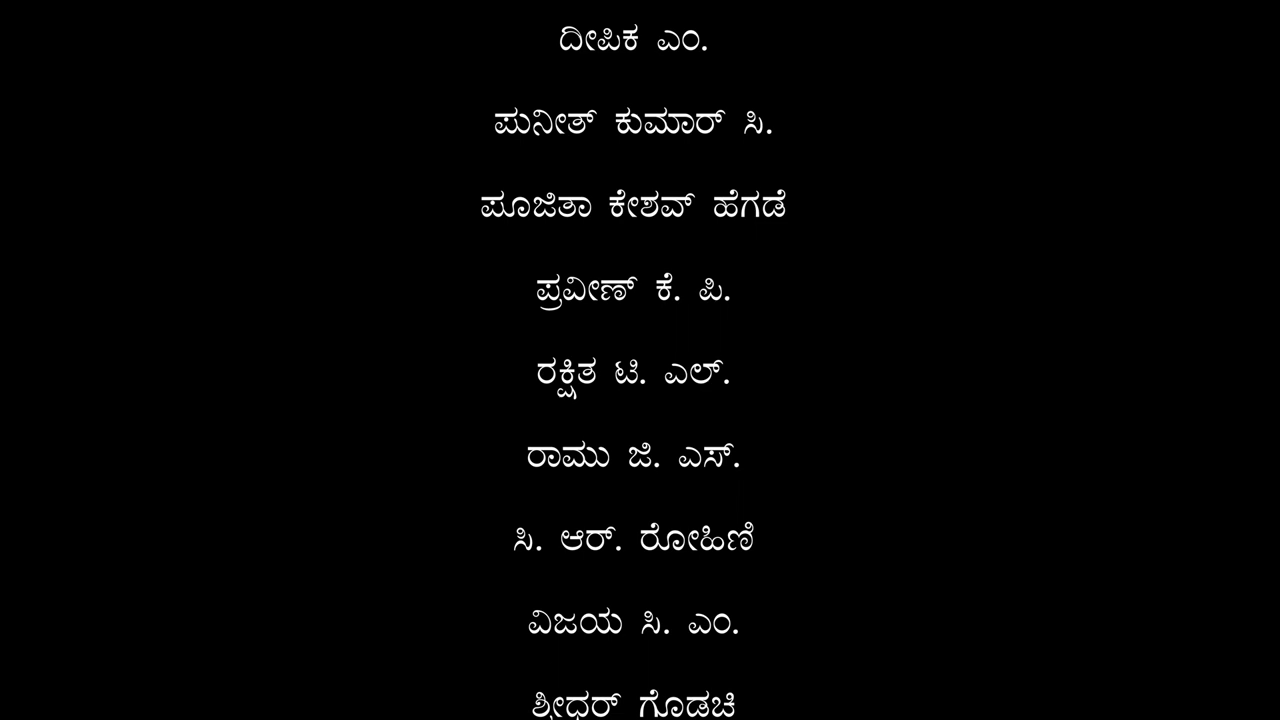 ದೀಪಿಕ ಎಂ.
ಪುನೀತ್ ಕುಮಾರ್ ಸಿ.
ಪೂಜಿತಾ ಕೇಶವ್ ಹೆಗಡೆ
ಪ್ರವೀಣ್ ಕೆ. ಪಿ.
ರಕ್ಷಿತ ಟಿ. ಎಲ್.
ರಾಮು ಜಿ. ಎಸ್.
ಸಿ. ಆರ್. ರೋಹಿಣಿ
ವಿಜಯ ಸಿ. ಎಂ.
ಶ್ರೀಧರ್ ಗೊಡಚಿ